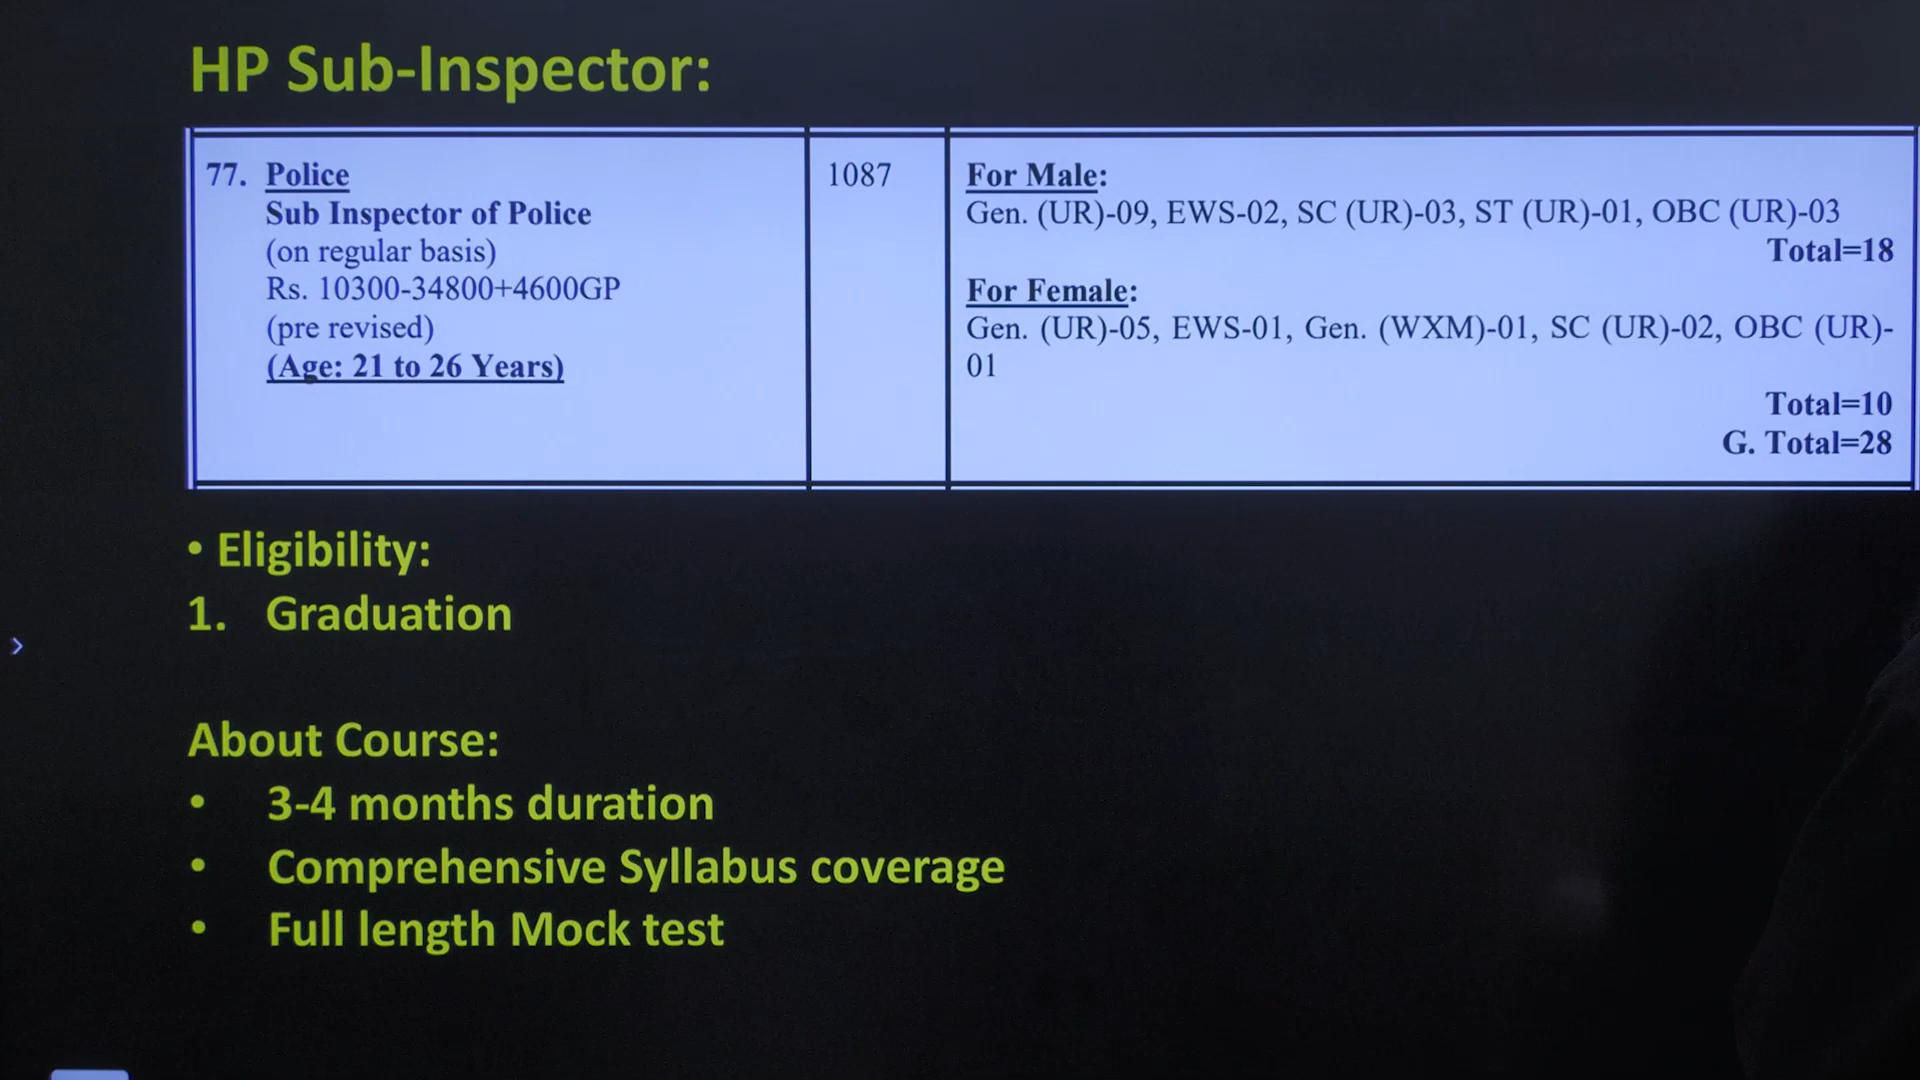 HP Sub-Inspector:
77. Police
Sub Inspector of Police
(on regular basis)
Rs. 10300-34800+4600GP
(pre revised)
(Age: 21 to 26 Years)
1087
For Male:
Gen. (UR)-09, EWS-02, SC (UR)-03, ST (UR)-01, OBC (UR)-03
Total=18
For Female:
Gen. (UR)-05, EWS-01, Gen. (WXM)-01, SC (UR)-02, OBC (UR)-
01
Total=10
G. Total=28
• Eligibility:
1. Graduation
About Course:
• 3-4 months duration
• Comprehensive Syllabus coverage
• Full length Mock test